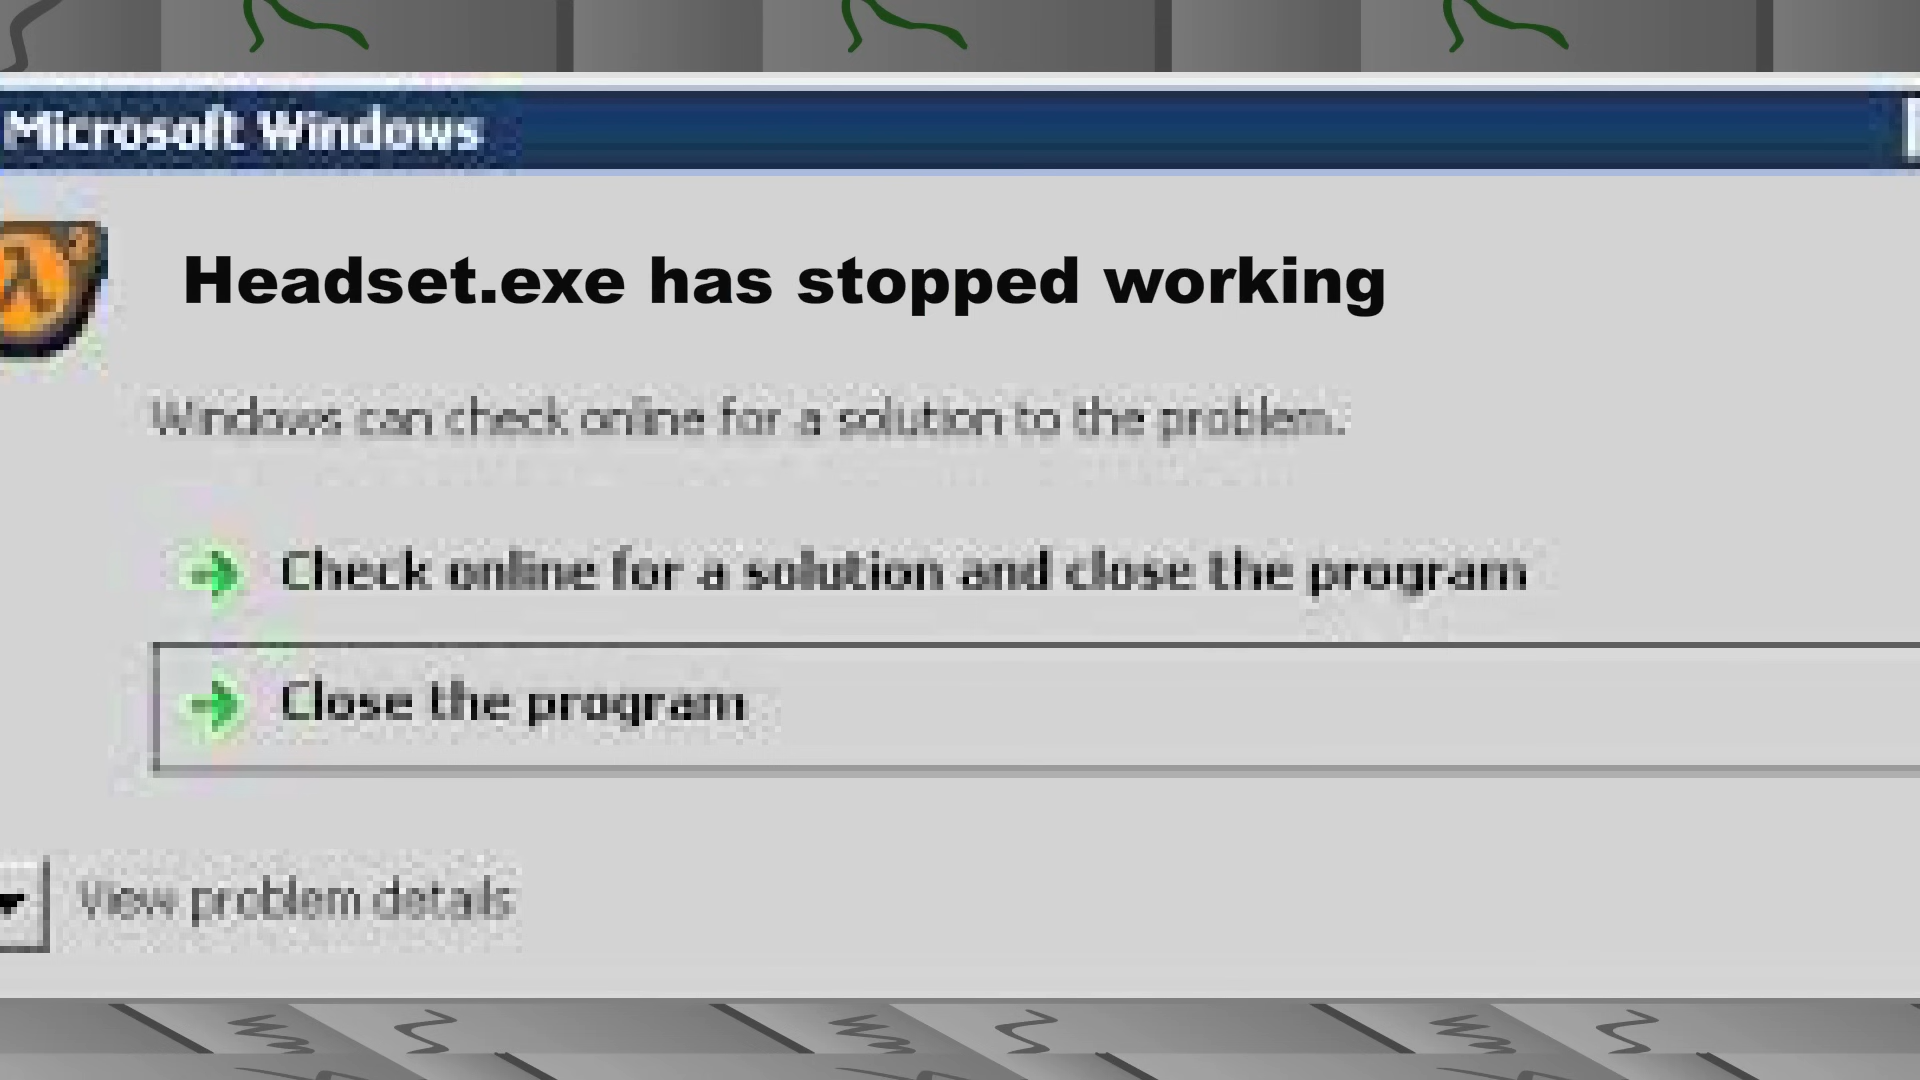 Microsoft Windows
Headset.exe has stopped working
Windows can check online for a solution to the problem.
Check online for a solution and close the program
Close the program
View problem details